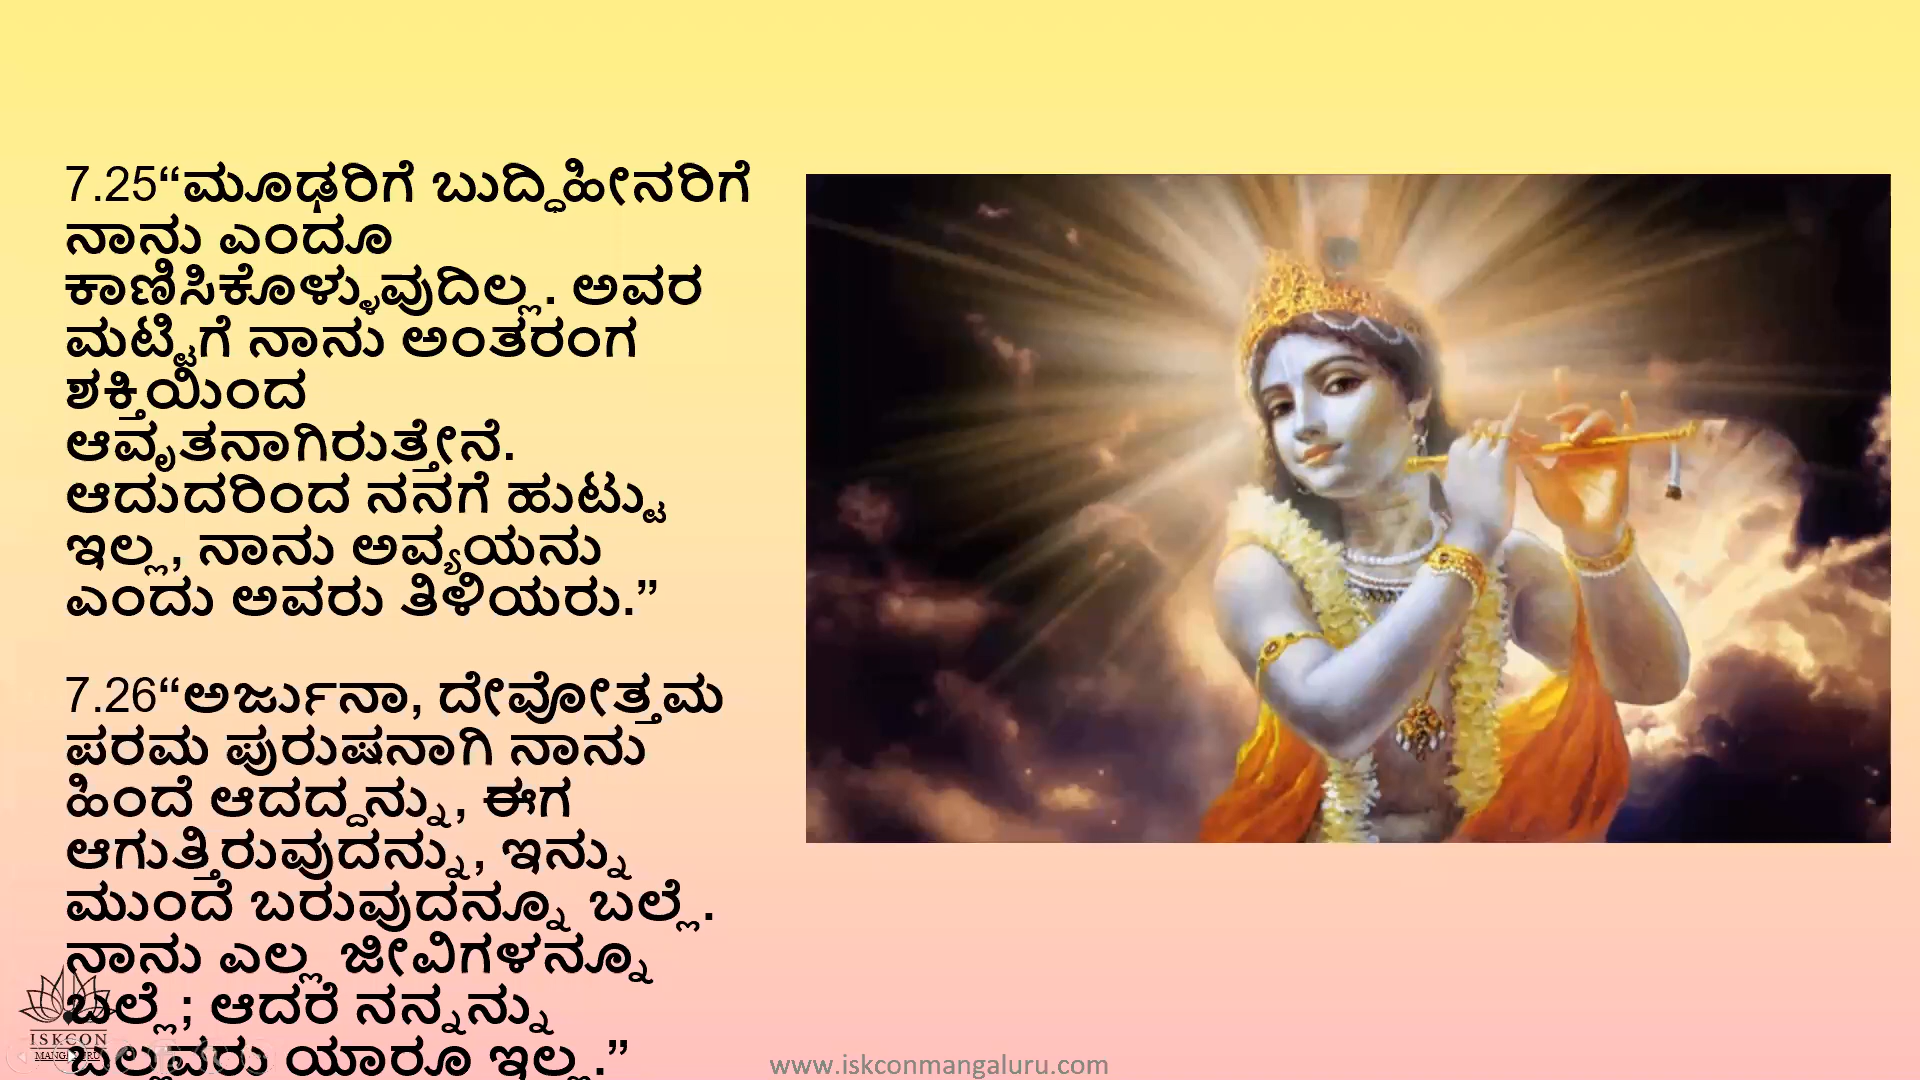 7.25“ಮೂಢರಿಗೆ ಬುದ್ಧಿಹೀನರಿಗೆ
ನಾನು ಎಂದೂ
ಕಾಣಿಸಿಕೊಳ್ಳುವುದಿಲ್ಲ. ಅವರ
ಮಟ್ಟಿಗೆ ನಾನು ಅಂತರಂಗ
ಶಕ್ತಿಯಿಂದ
ಆವೃತನಾಗಿರುತ್ತೇನೆ.
ಆದುದರಿಂದ ನನಗೆ ಹುಟ್ಟು
ಇಲ್ಲ, ನಾನು ಅವ್ಯಯನು
ಎಂದು ಅವರು ತಿಳಿಯರು.”
7.26“ಅರ್ಜುನಾ, ದೇವೋತ್ತಮ
ಪರಮ ಪುರುಷನಾಗಿ ನಾನು
ಹಿಂದೆ ಆದದ್ದನ್ನು, ಈಗ
ಆಗುತ್ತಿರುವುದನ್ನು, ಇನ್ನು
ಮುಂದೆ ಬರುವುದನ್ನೂ ಬಲ್ಲೆ.
ನಾನು ಎಲ್ಲ ಜೀವಿಗಳನ್ನೂ
ಬಲ್ಲೆ; ಆದರೆ ನನ್ನನ್ನು
ಬಲ್ಲವರು ಯಾರೂ ಇಲ್ಲ.”
ISKCON
MANGALURU
www.iskconmangaluru.com